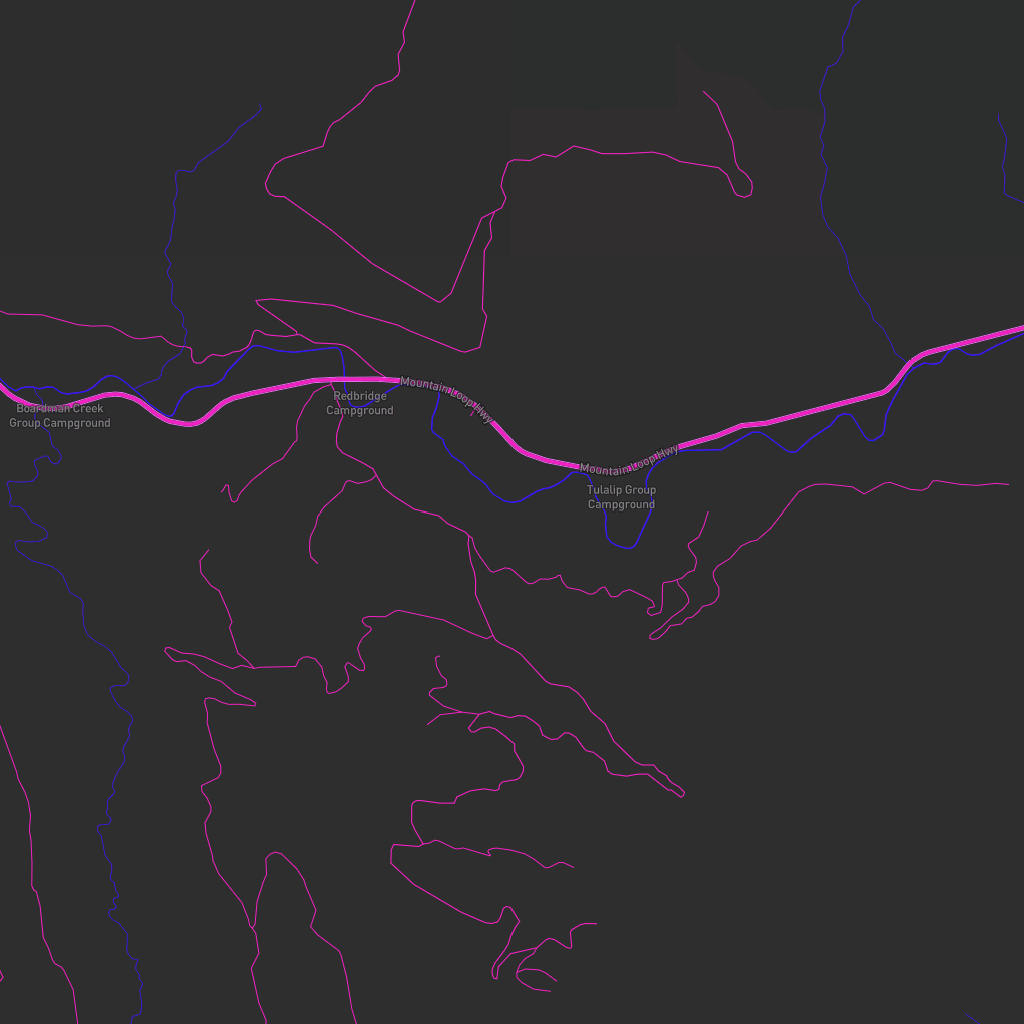 Mountain Loop Hwy
Redbridge
Campground
Boardman Creek
Group Campground
Mountain Loop Hwy
Tulalip Group
Campground